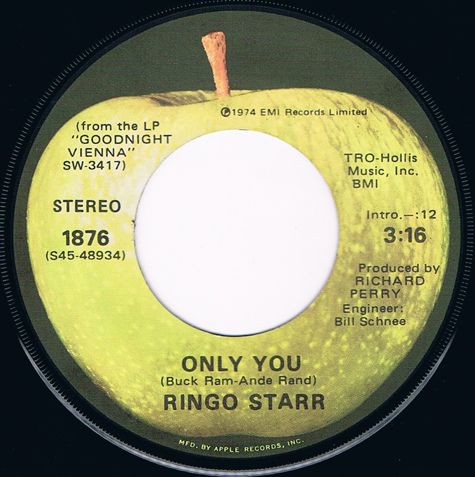 ℗1974 EMI Records Limited
(from the LP
"GOODNIGHT
VIENNA"
SW-3417)
STEREO
1876
(S45-48934)
TRO-Hollis
Music, Inc.
BMI
Intro.—:12
3:16
Produced by
RICHARD
PERRY
Engineer:
Bill Schnee
ONLY YOU
(Buck Ram-Ande Rand)
RINGO STARR
MFD. BY APPLE RECORDS, INC.